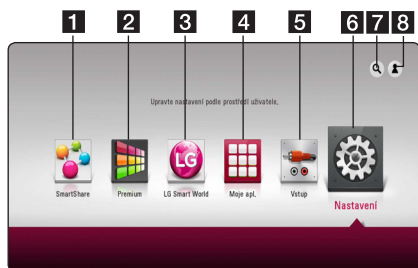 1 2 3 4 5 6 7 8
Upravte nastavení podle prostředí uživatele.
LG
SmartShare Premium LG Smart World Moje apl. Vstup
Nastavení